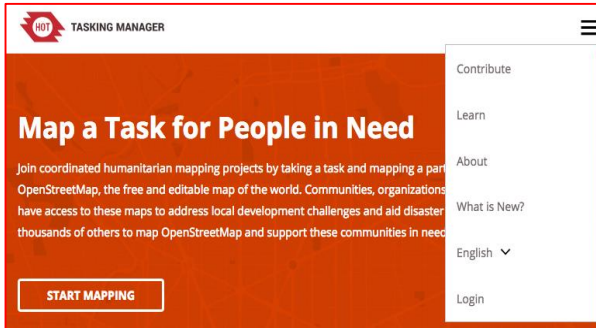 HOT TASKING MANAGER
Contribute
Learn
About
What is New?
English
Login
Map a Task for People in Need
Join coordinated humanitarian mapping projects by taking a task and mapping a part
OpenStreetMap, the free and editable map of the world. Communities, organizations
have access to these maps to address local development challenges and aid disaster
thousands of others to map OpenStreetMap and support these communities in need
START MAPPING